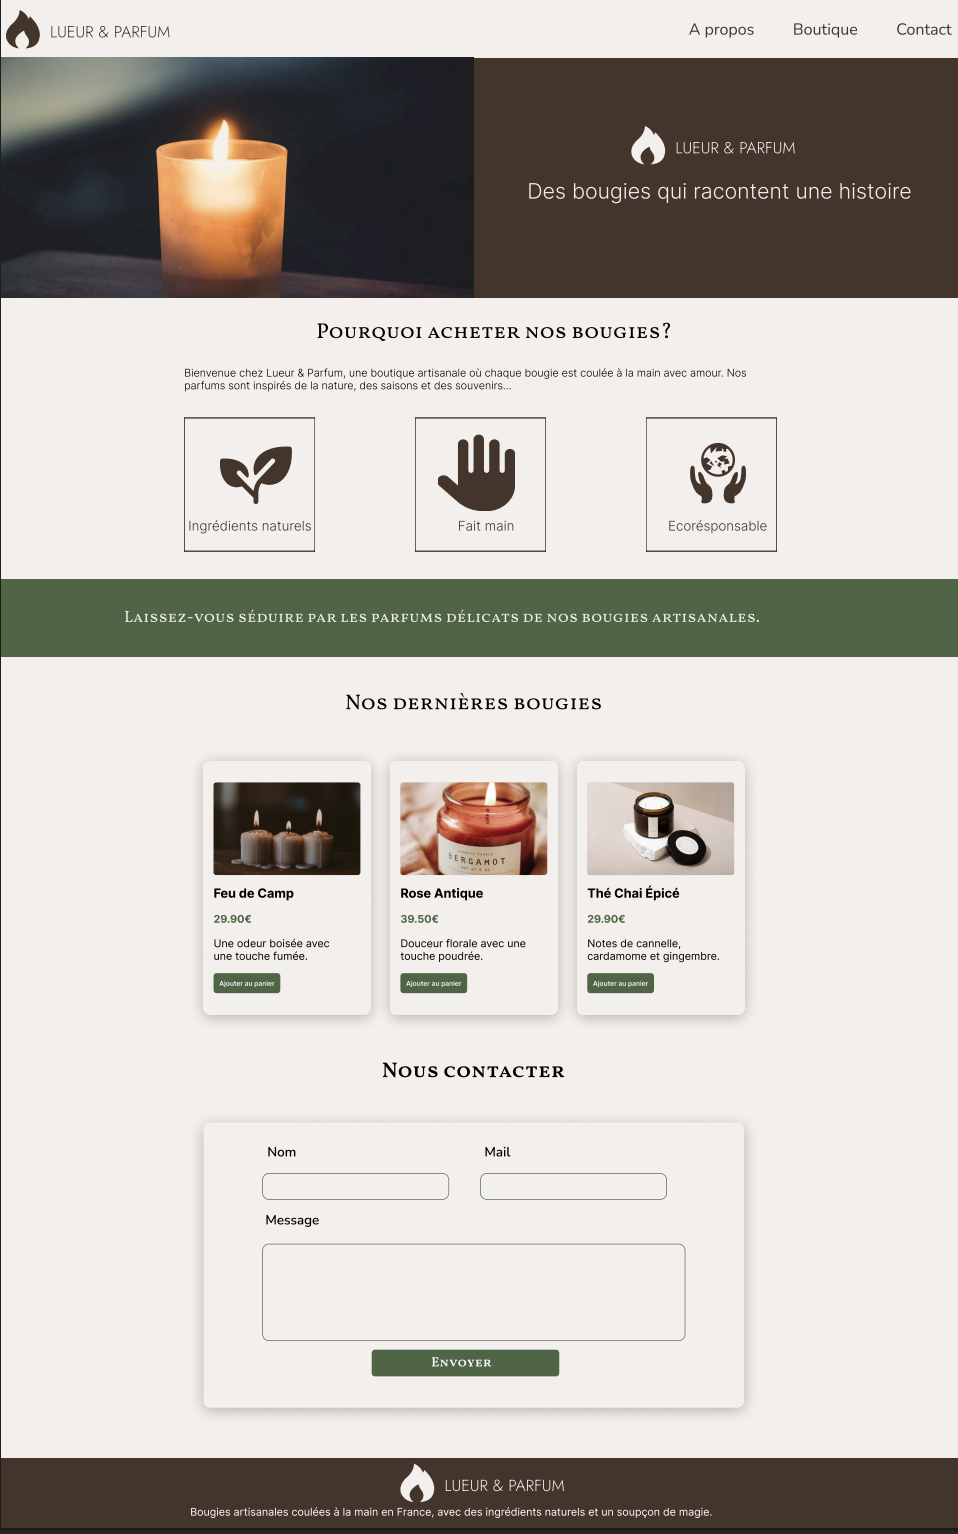 LUEUR & PARFUM
A propos
Boutique
Contact
LUEUR & PARFUM
Des bougies qui racontent une histoire
Pourquoi acheter nos bougies?
Bienvenue chez Lueur & Parfum, une boutique artisanale où chaque bougie est coulée à la main avec amour. Nos
parfums sont inspirés de la nature, des saisons et des souvenirs...
Ingrédients naturels
Fait main
Ecorésponsable
Laissez-vous séduire par les parfums délicats de nos bougies artisanales.
Nos dernières bougies
BERGAMOT
Feu de Camp
29.90€
Une odeur boisée avec
une touche fumée.
Ajouter au panier
Rose Antique
39.50€
Douceur florale avec une
touche poudrée.
Ajouter au panier
Thé Chai Épicé
29.90€
Notes de cannelle,
cardamome et gingembre.
Ajouter au panier
Nous contacter
Nom
Mail
Message
Envoyer
LUEUR & PARFUM
Bougies artisanales coulées à la main en France, avec des ingrédients naturels et un soupçon de magie.